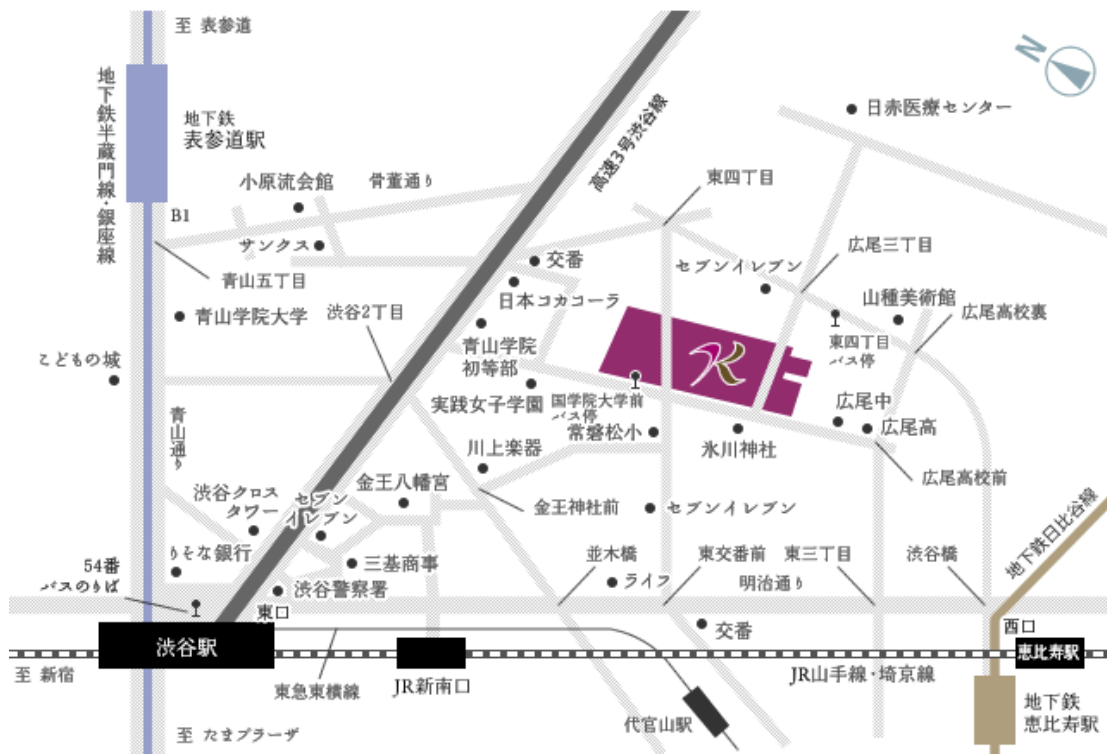 至 表参道
N
地下鉄半蔵門線・銀座線
地下鉄
表参道駅
高速3号渋谷線
日赤医療センター
小原流会館
骨董通り
東四丁目
B1
サンクス
交番
セブンイレブン
広尾三丁目
青山五丁目
日本コカコーラ
山種美術館
広尾高校裏
青山学院大学
渋谷2丁目
青山学院
初等部
東四丁目
バス停
こどもの城
K
実践女子学園
国学院大学前
バス停
広尾中
青山通り
常磐松小
氷川神社
広尾高
川上楽器
広尾高校前
金王八幡宮
渋谷クロス
タワー
セブン
イレブン
金王神社前
セブンイレブン
地下鉄日比谷線
りそな銀行
三基商事
並木橋
東交番前
東三丁目
渋谷橋
54番
バスのりば
渋谷警察署
ライフ
明治通り
東口
交番
西口
渋谷駅
恵比寿駅
至 新宿
東急東横線
JR新南口
JR山手線・埼京線
代官山駅
地下鉄
恵比寿駅
至 たまプラーザ